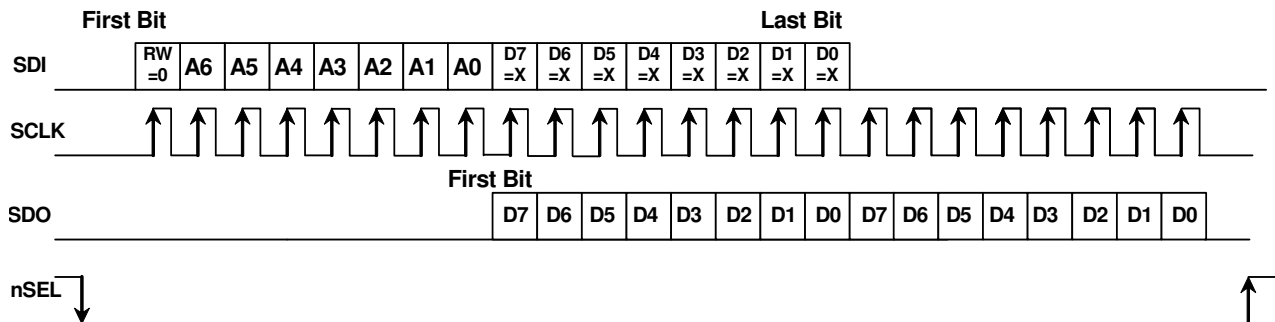 First Bit Last Bit
SDI RW =0 A6 A5 A4 A3 A2 A1 A0 D7 =X D6 =X D5 =X D4 =X D3 =X D2 =X D1 =X D0 =X
SCLK
First Bit
SDO D7 D6 D5 D4 D3 D2 D1 D0 D7 D6 D5 D4 D3 D2 D1 D0
nSEL